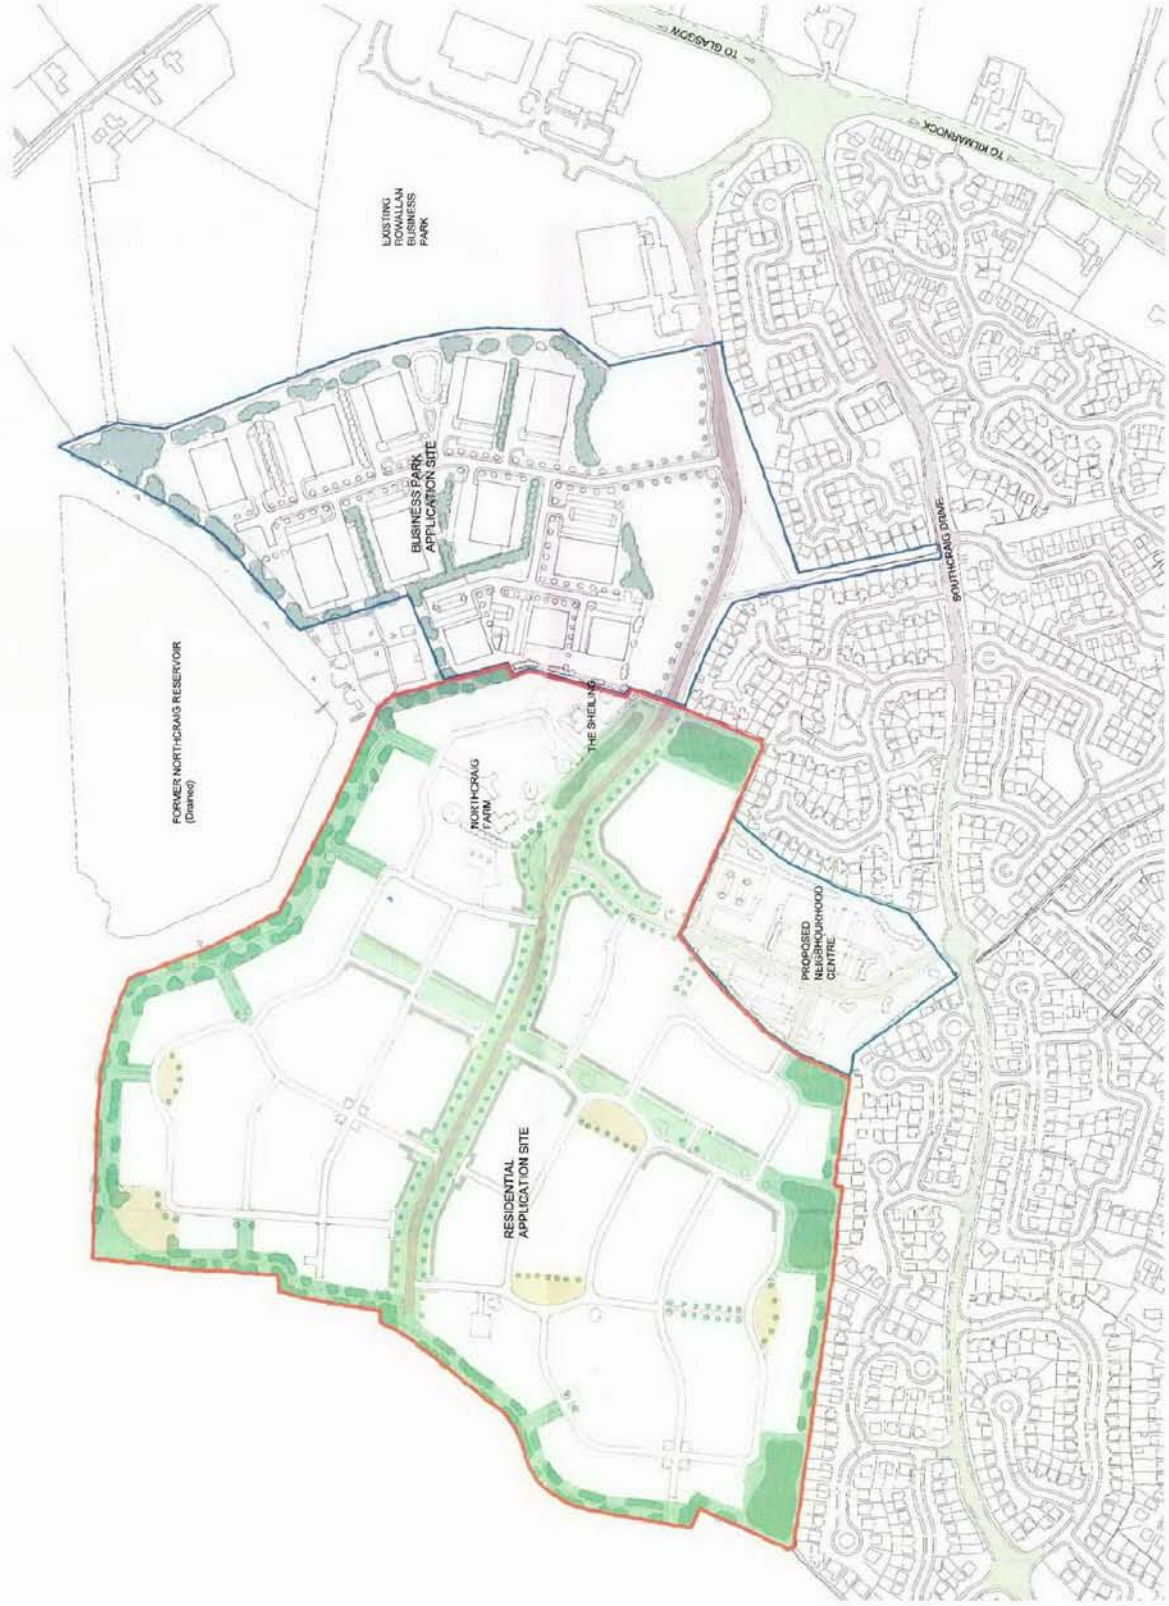 TO GLASGOW
TO KILMARNOCK
EXISTING
ROWALLAN
BUSINESS
PARK
BUSINESS PARK
APPLICATION SITE
SOUTHCRAIG DRIVE
FORMER NORTHCRAIG RESERVOIR
(Drained)
THE SHEILING
NORTHCRAIG
FARM
PROPOSED
NEIGHBOURHOOD
CENTRE
RESIDENTIAL
APPLICATION SITE